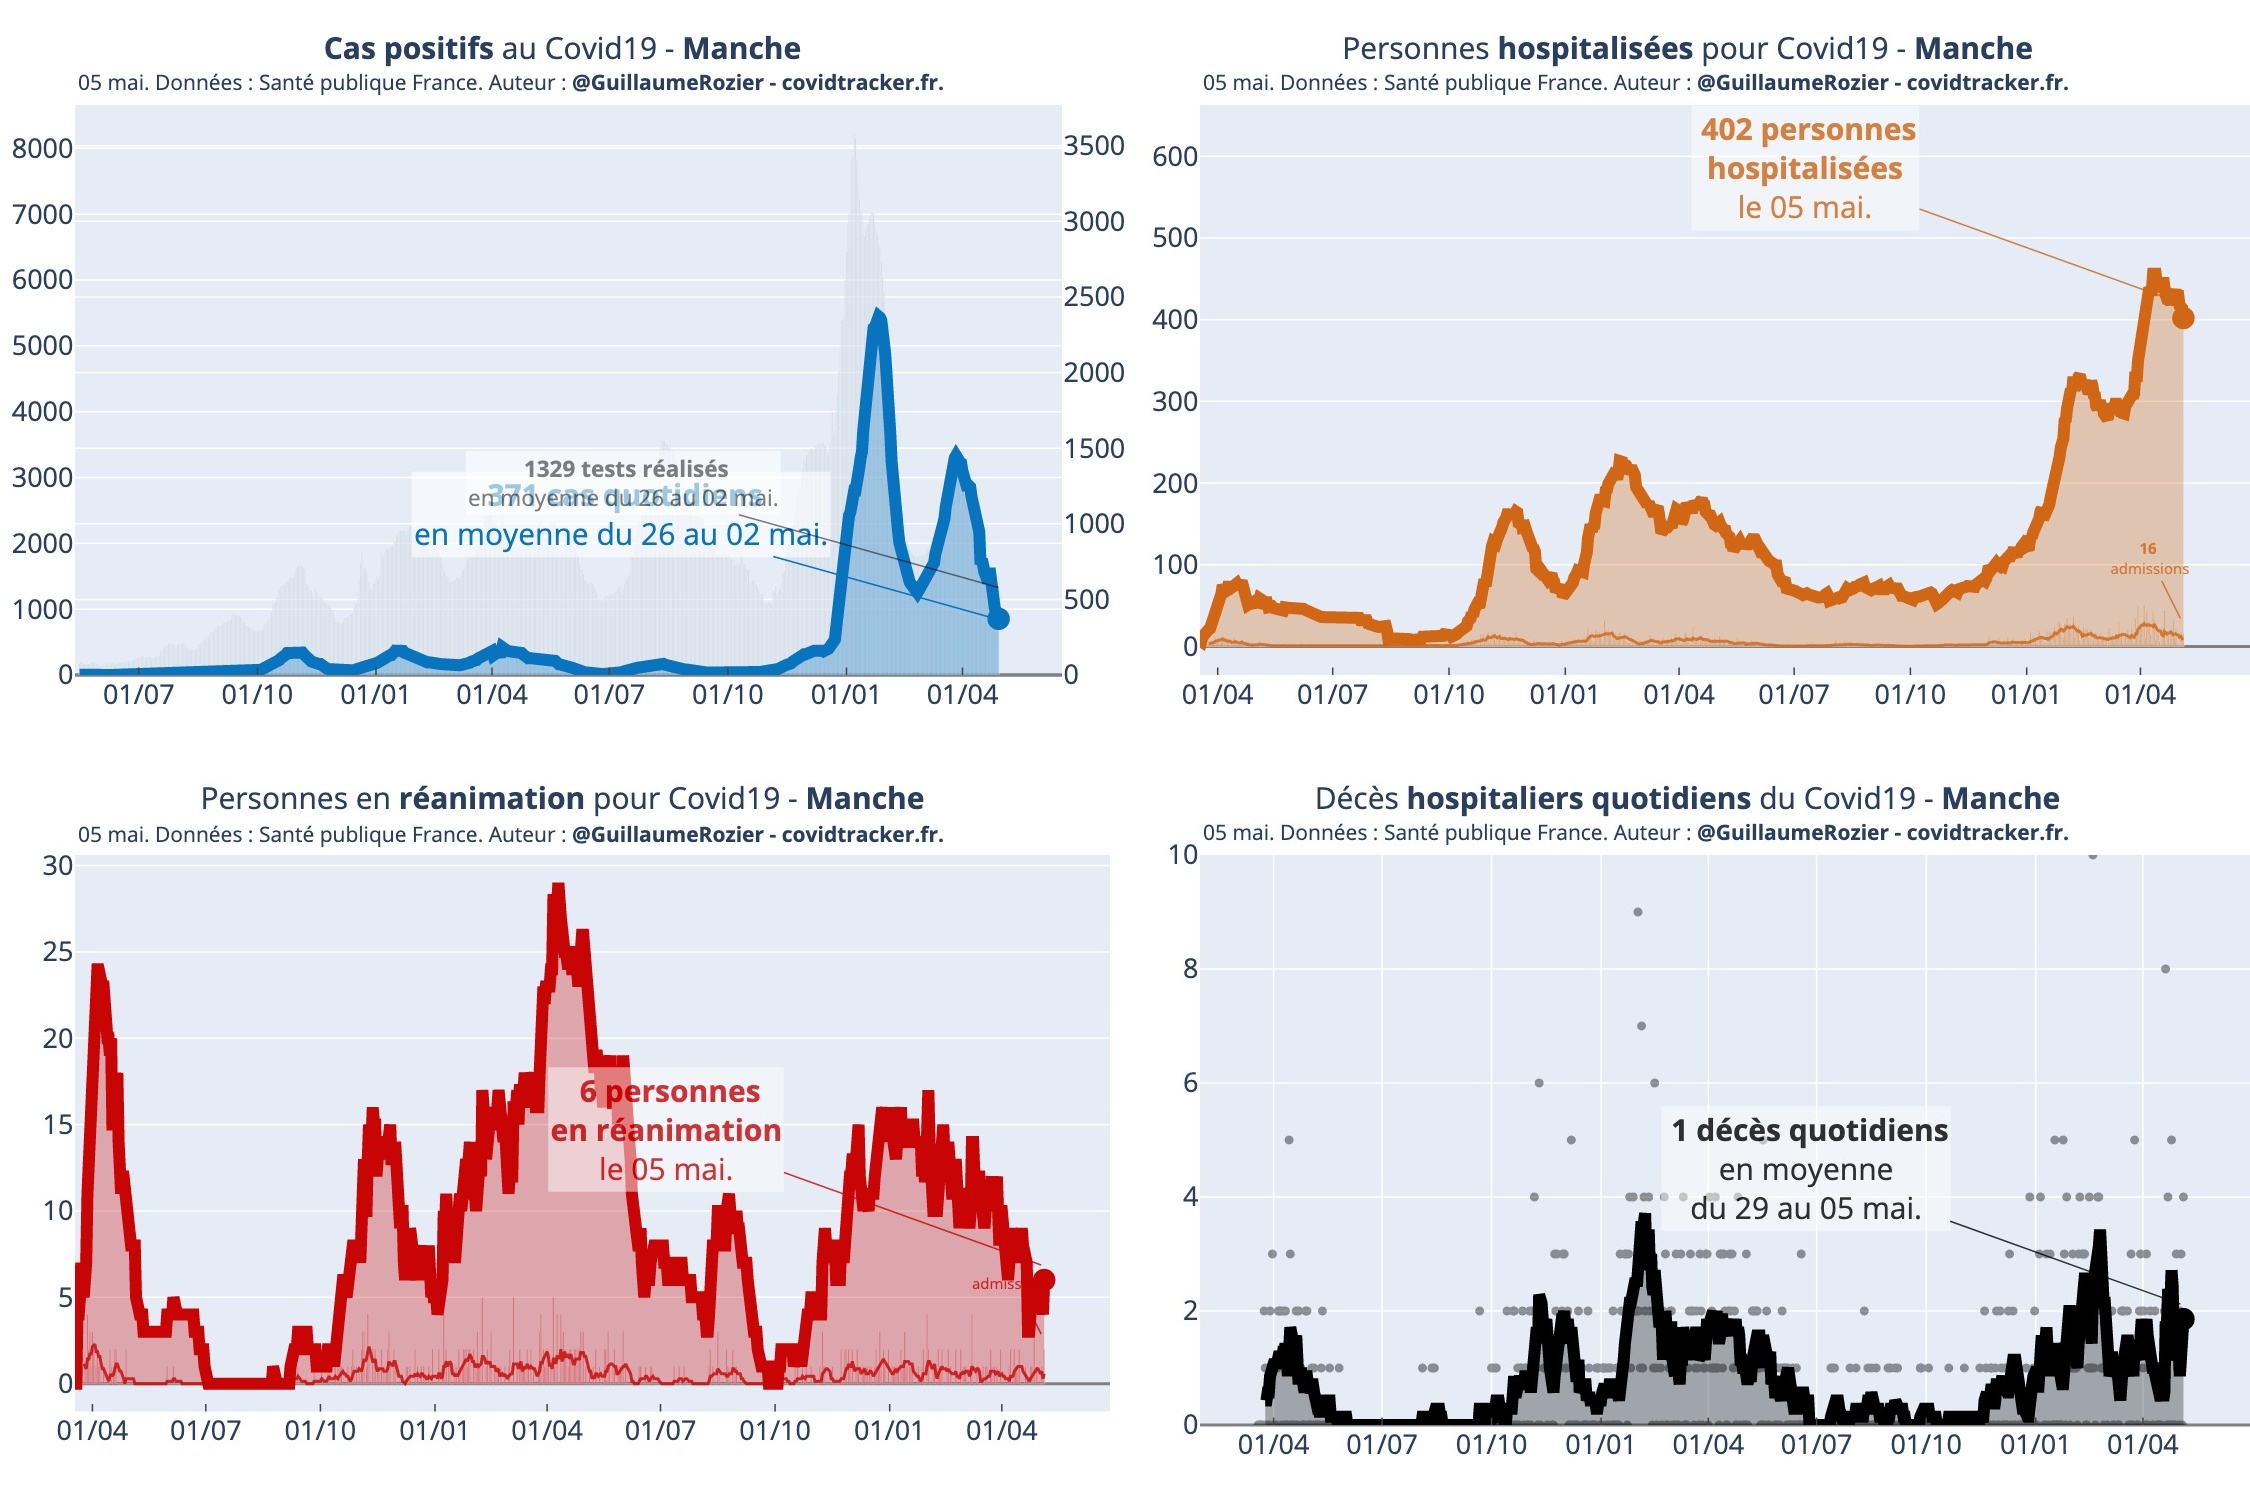 Cas positifs au Covid19 - Manche
05 mai. Données : Santé publique France. Auteur : @GuillaumeRozier - covidtracker.fr.
8000
7000
6000
5000
4000
3000
2000
1000
0
3500
3000
2500
2000
1500
1000
500
0
1329 tests réalisés
en moyenne du 26 au 02 mai.
371 cas quotidiens
en moyenne du 26 au 02 mai.
01/07 01/10 01/01 01/04 01/07 01/10 01/01 01/04
Personnes hospitalisées pour Covid19 - Manche
05 mai. Données : Santé publique France. Auteur : @GuillaumeRozier - covidtracker.fr.
600
500
400
300
200
100
0
402 personnes
hospitalisées
le 05 mai.
16
admissions
01/04 01/07 01/10 01/01 01/04 01/07 01/10 01/01 01/04
Personnes en réanimation pour Covid19 - Manche
05 mai. Données : Santé publique France. Auteur : @GuillaumeRozier - covidtracker.fr.
30
25
20
15
10
5
0
6 personnes
en réanimation
le 05 mai.
admiss
01/04 01/07 01/10 01/01 01/04 01/07 01/10 01/01 01/04
Décès hospitaliers quotidiens du Covid19 - Manche
05 mai. Données : Santé publique France. Auteur : @GuillaumeRozier - covidtracker.fr.
10
8
6
4
2
0
1 décès quotidiens
en moyenne
du 29 au 05 mai.
01/04 01/07 01/10 01/01 01/04 01/07 01/10 01/01 01/04